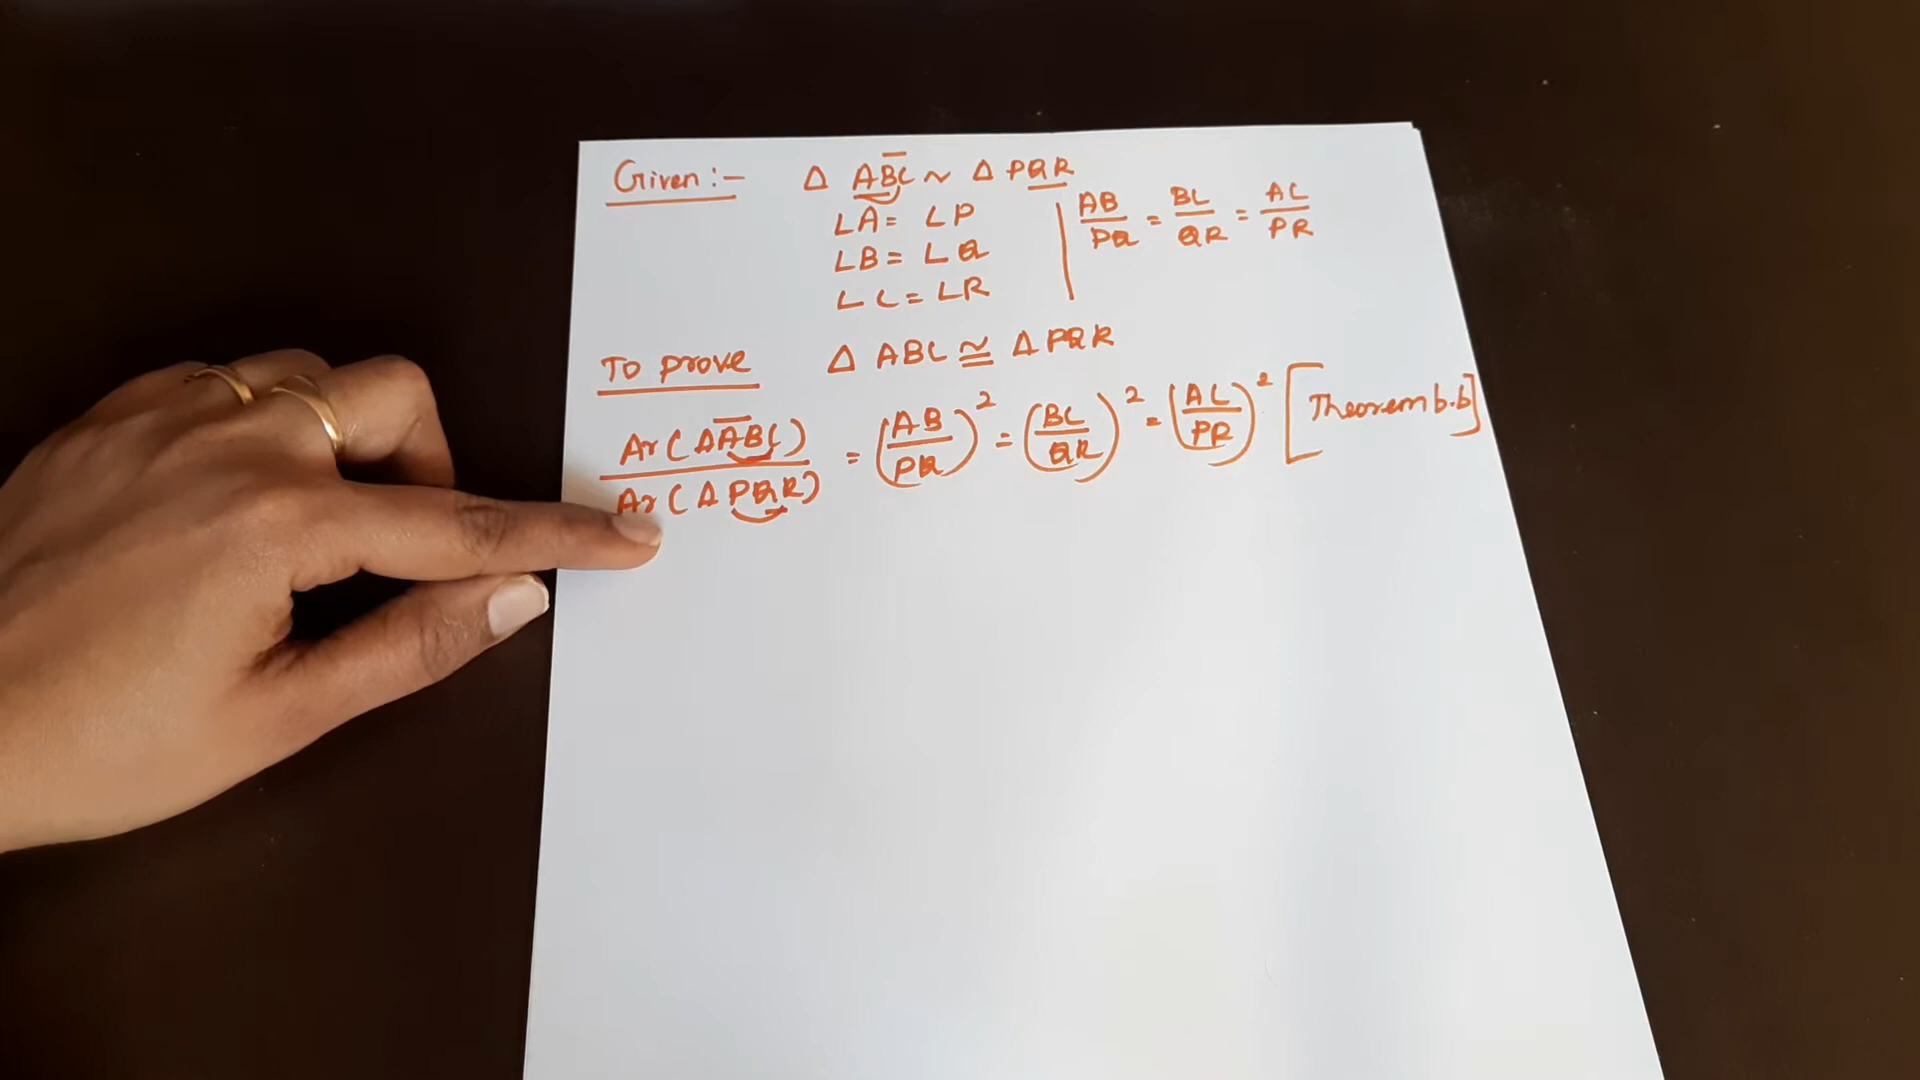 Given :- Δ ABC ~ Δ PQR
∠A = ∠P
AB/PQ = BC/QR = AC/PR
∠B = ∠Q
∠C = ∠R
To prove Δ ABC ≅ Δ PQR
Ar(ΔABC)/Ar(ΔPQR) = (AB/PQ)² = (BC/QR)² = (AC/PR)² [Theorem 6.6]